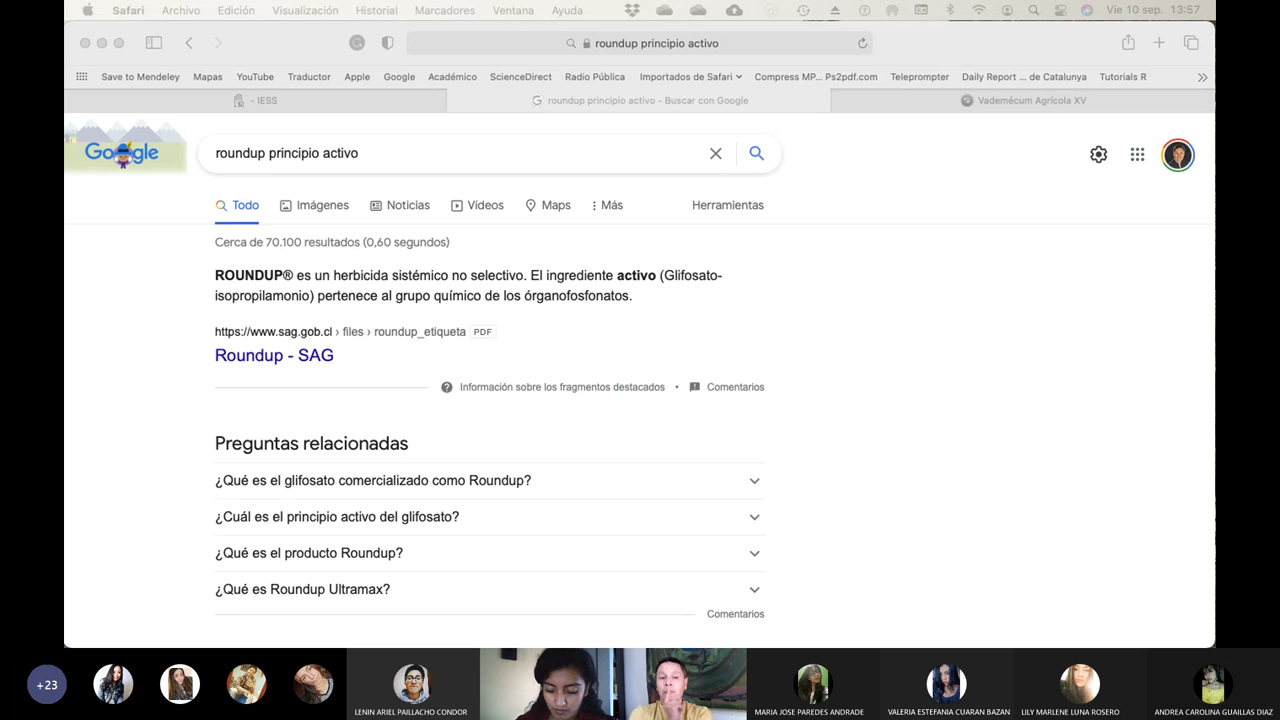 Safari Archivo Edición Visualización Historial Marcadores Ventana Ayuda Vie 10 sep. 13:57
roundup principio activo
Save to Mendeley Mapas YouTube Traductor Apple Google Académico ScienceDirect Radio Pública Importados de Safari Compress MP... Ps2pdf.com Teleprompter Daily Report ... de Catalunya Tutorials R
- IESS
roundup principio activo - Buscar con Google
Vademécum Agrícola XV
Google
roundup principio activo
Todo Imágenes Noticias Vídeos Maps Más Herramientas
Cerca de 70.100 resultados (0,60 segundos)
ROUNDUP® es un herbicida sistémico no selectivo. El ingrediente activo (Glifosato-
isopropilamonio) pertenece al grupo químico de los órganofosfonatos.
https://www.sag.gob.cl › files › roundup_etiqueta PDF
Roundup - SAG
Información sobre los fragmentos destacados • Comentarios
Preguntas relacionadas
¿Qué es el glifosato comercializado como Roundup?
¿Cuál es el principio activo del glifosato?
¿Qué es el producto Roundup?
¿Qué es Roundup Ultramax?
Comentarios
+23
LENIN ARIEL PAILLACHO CONDOR
MARIA JOSE PAREDES ANDRADE
VALERIA ESTEFANIA CUARAN BAZAN
LILY MARLENE LUNA ROSERO
ANDREA CAROLINA GUAILLAS DIAZ